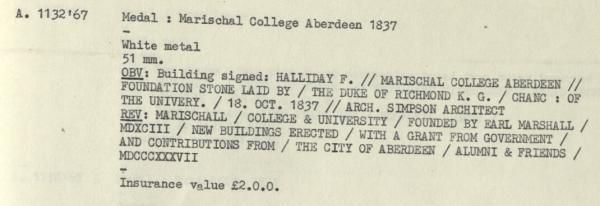 A. 1132'67 Medal : Marischal College Aberdeen 1837
-
White metal
51 mm.
OBV: Building signed: HALLIDAY F. // MARISCHAL COLLEGE ABERDEEN //
FOUNDATION STONE LAID BY / THE DUKE OF RICHMOND K. G. / CHANC : OF
THE UNIVERY. / 18. OCT. 1837 // ARCH. SIMPSON ARCHITECT
REV: MARISCHALL / COLLEGE & UNIVERSITY / FOUNDED BY EARL MARSHALL /
MDXCIII / NEW BUILDINGS ERECTED / WITH A GRANT FROM GOVERNMENT /
AND CONTRIBUTIONS FROM / THE CITY OF ABERDEEN / ALUMNI & FRIENDS /
MDCCCXXXVII
-
Insurance value £2.0.0.